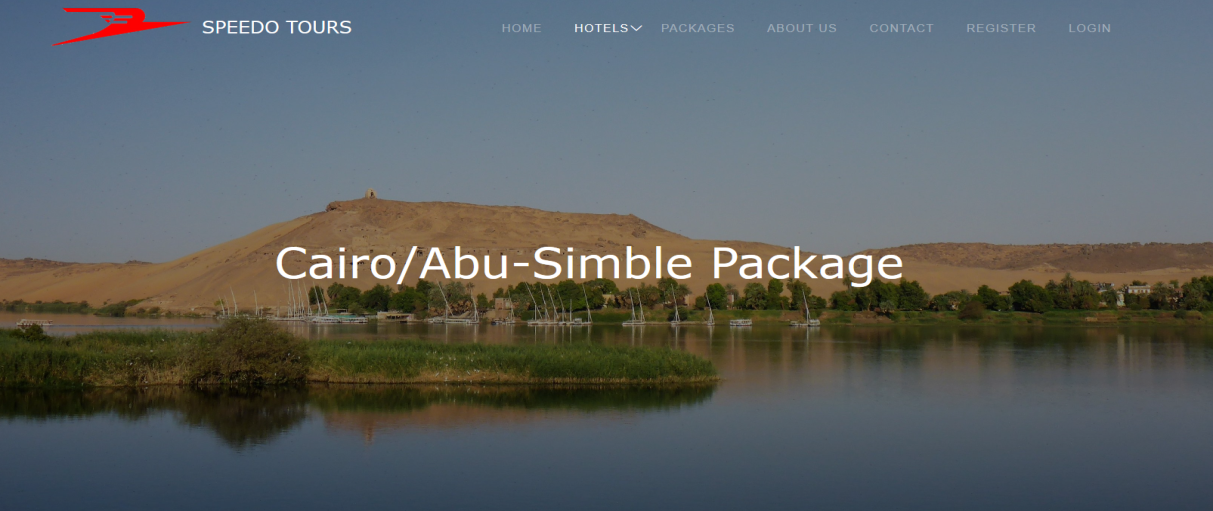 SPEEDO TOURS
HOME HOTELS PACKAGES ABOUT US CONTACT REGISTER LOGIN
Cairo/Abu-Simble Package